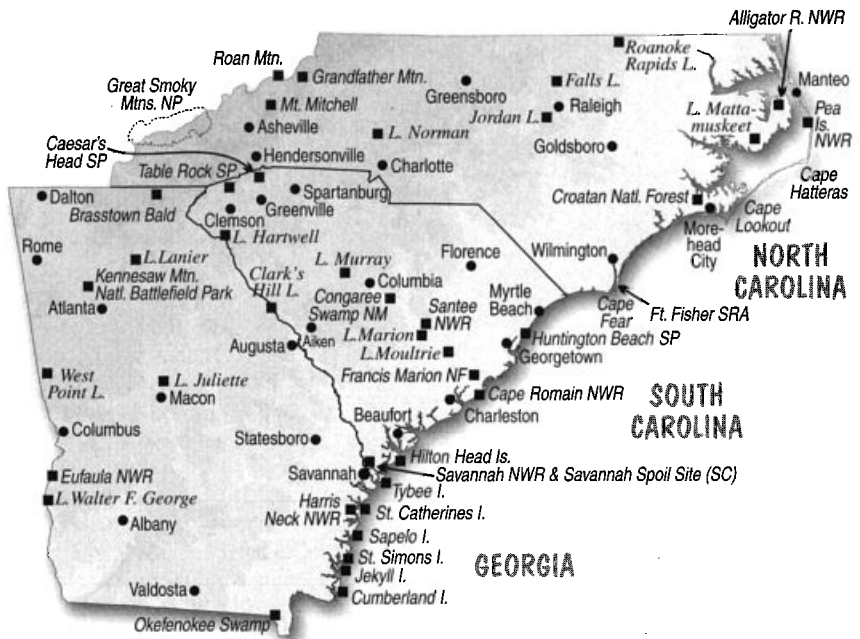 Alligator R. NWR
Roan Mtn.
Roanoke
Rapids L.
Great Smoky
Mtns. NP
Grandfather Mtn.
Greensboro
Falls L.
Manteo
Mt. Mitchell
Raleigh
Jordan L.
L. Matta-
muskeet
Pea
Is.
NWR
Asheville
L. Norman
Goldsboro
Caesar's
Head SP
Hendersonville
Charlotte
Table Rock SP
Cape
Hatteras
Dalton
Brasstown Bald
Spartanburg
Croatan Natl. Forest
Clemson
Greenville
Cape
Lookout
More-
head
City
L. Hartwell
Rome
L.Lanier
L. Murray
Florence
Wilmington
NORTH
CAROLINA
Kennesaw Mtn.
Natl. Battlefield Park
Clark's
Hill L.
Columbia
Atlanta
Congaree
Swamp NM
Santee
NWR
Myrtle
Beach
Cape
Fear
Ft. Fisher SRA
Aiken
L.Marion
Huntington Beach SP
Augusta
L.Moultrie
Georgetown
West
Point L.
L. Juliette
Francis Marion NF
Macon
Cape Romain NWR
SOUTH
CAROLINA
Beaufort
Charleston
Columbus
Statesboro
Hilton Head Is.
Eufaula NWR
Savannah
Savannah NWR & Savannah Spoil Site (SC)
Tybee I.
L.Walter F. George
Harris
Neck NWR
St. Catherines I.
Albany
Sapelo I.
St. Simons I.
GEORGIA
Jekyll I.
Valdosta
Cumberland I.
Okefenokee Swamp